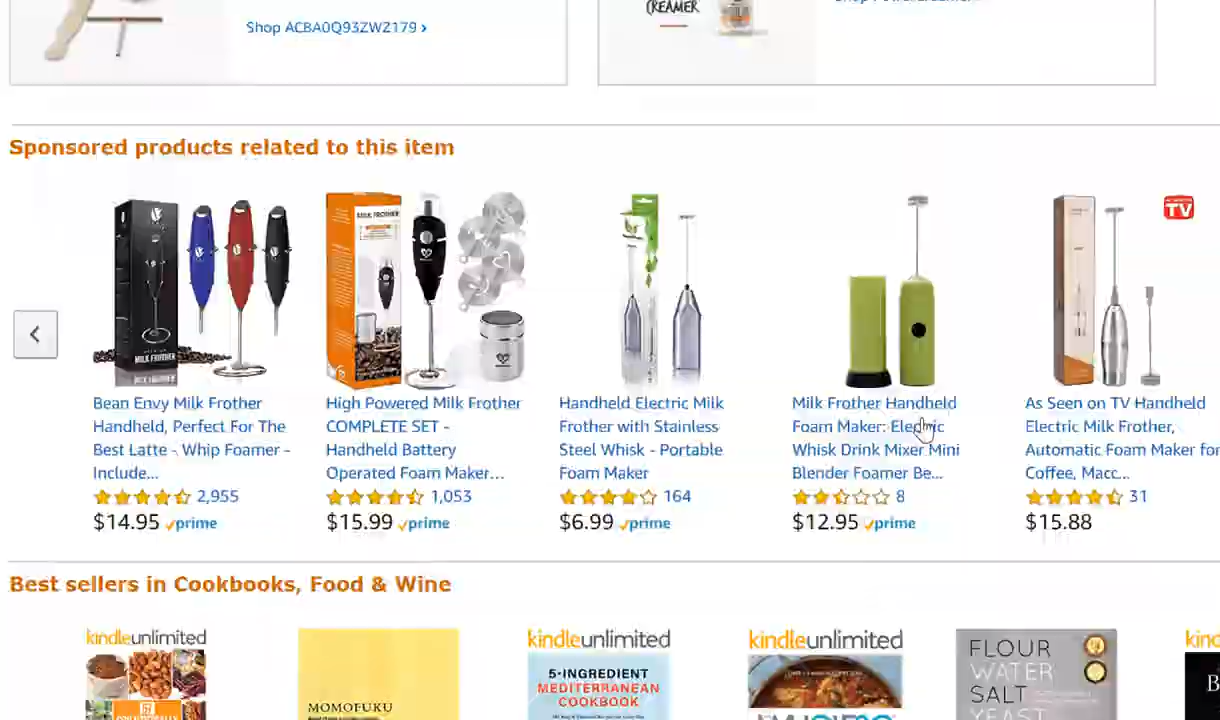 CREAMER
Shop ACBA0Q93ZWZ179 ›
Sponsored products related to this item
MILK FROTHER
MILK FROTHER
TV
Bean Envy Milk Frother
Handheld, Perfect For The
Best Latte - Whip Foamer -
Include...
2,955
$14.95 prime
High Powered Milk Frother
COMPLETE SET -
Handheld Battery
Operated Foam Maker...
1,053
$15.99 prime
Handheld Electric Milk
Frother with Stainless
Steel Whisk - Portable
Foam Maker
164
$6.99 prime
Milk Frother Handheld
Foam Maker: Electric
Whisk Drink Mixer Mini
Blender Foamer Be...
8
$12.95 prime
As Seen on TV Handheld
Electric Milk Frother,
Automatic Foam Maker for
Coffee, Macc...
31
$15.88
Best sellers in Cookbooks, Food & Wine
kindleunlimited
MOMOFUKU
kindleunlimited
5-INGREDIENT
MEDITERRANEAN
COOKBOOK
kindleunlimited
FLOUR
WATER
SALT
YEAST